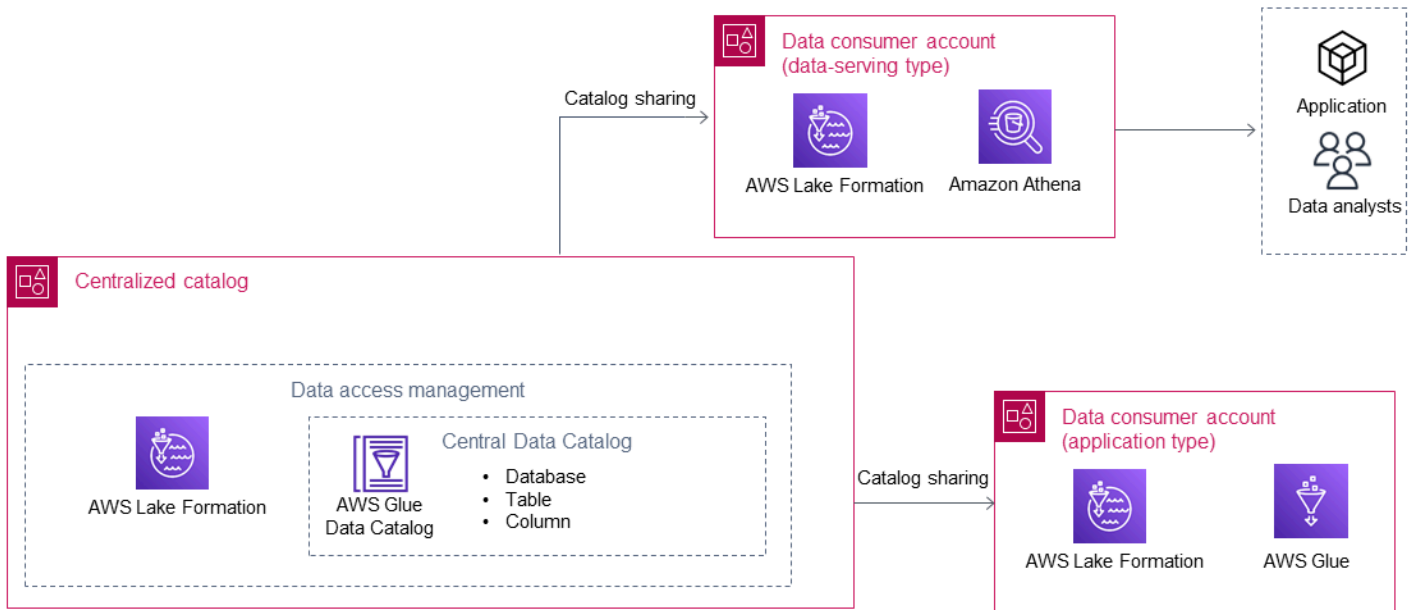 Data consumer account
(data-serving type)
Catalog sharing
AWS Lake Formation
Amazon Athena
Application
Data analysts
Centralized catalog
Data access management
AWS Lake Formation
Central Data Catalog
• Database
• Table
• Column
AWS Glue
Data Catalog
Catalog sharing
Data consumer account
(application type)
AWS Lake Formation
AWS Glue